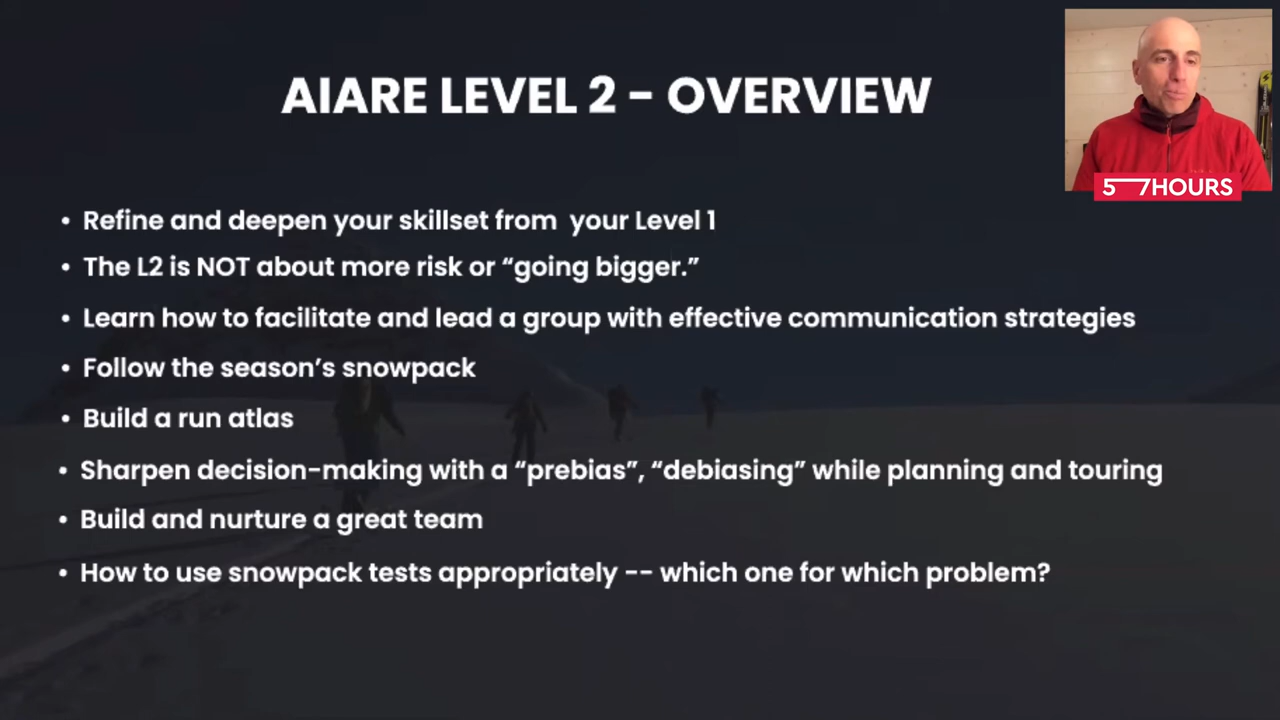 AIARE LEVEL 2 - OVERVIEW
57HOURS
• Refine and deepen your skillset from  your Level 1
• The L2 is NOT about more risk or “going bigger.”
• Learn how to facilitate and lead a group with effective communication strategies
• Follow the season’s snowpack
• Build a run atlas
• Sharpen decision-making with a “prebias”, “debiasing” while planning and touring
• Build and nurture a great team
• How to use snowpack tests appropriately -- which one for which problem?